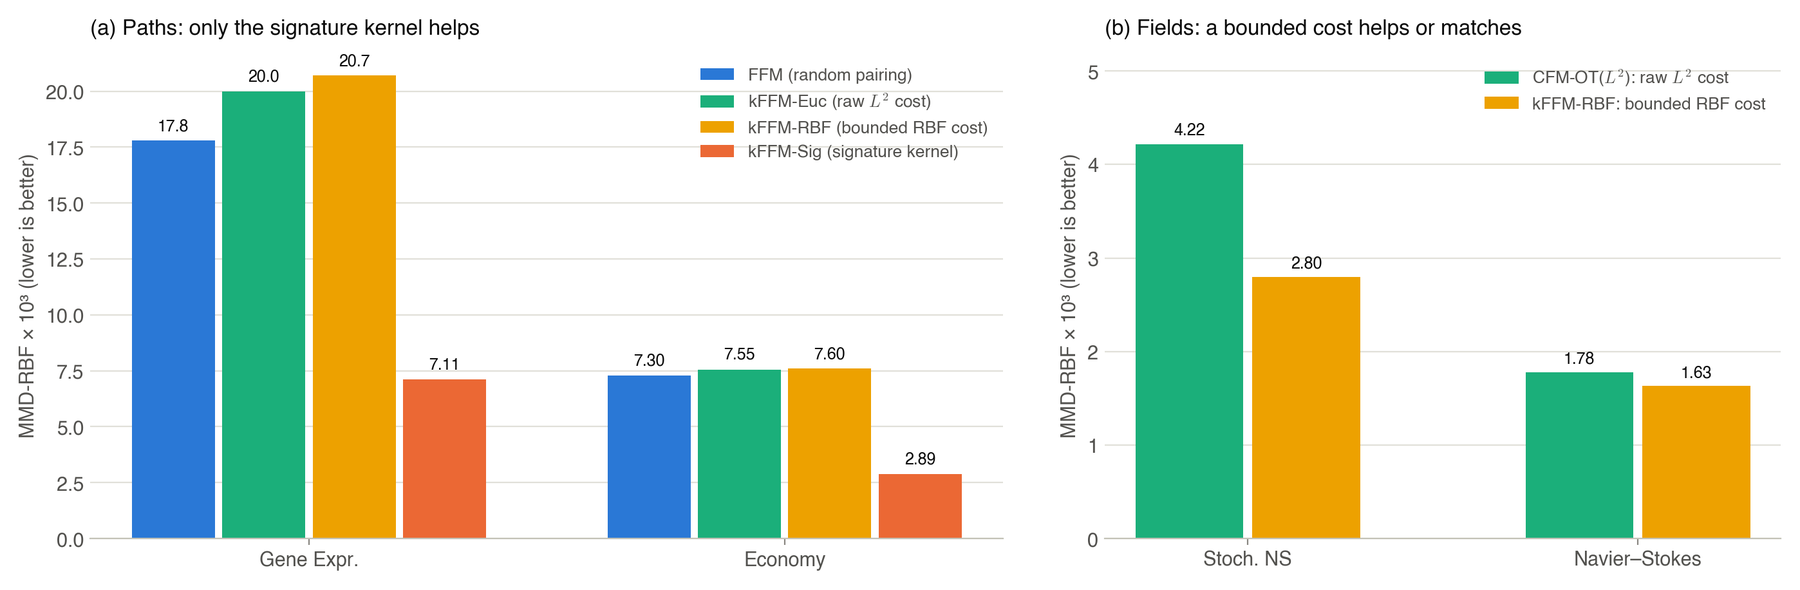 (a) Paths: only the signature kernel helps
MMD-RBF × 10³ (lower is better)
20.0
17.5
15.0
12.5
10.0
7.5
5.0
2.5
0.0
17.8
20.0
20.7
7.11
7.30
7.55
7.60
2.89
FFM (random pairing)
kFFM-Euc (raw L² cost)
kFFM-RBF (bounded RBF cost)
kFFM-Sig (signature kernel)
Gene Expr.
Economy
(b) Fields: a bounded cost helps or matches
MMD-RBF × 10³ (lower is better)
5
4
3
2
1
0
4.22
2.80
1.78
1.63
CFM-OT(L²): raw L² cost
kFFM-RBF: bounded RBF cost
Stoch. NS
Navier–Stokes